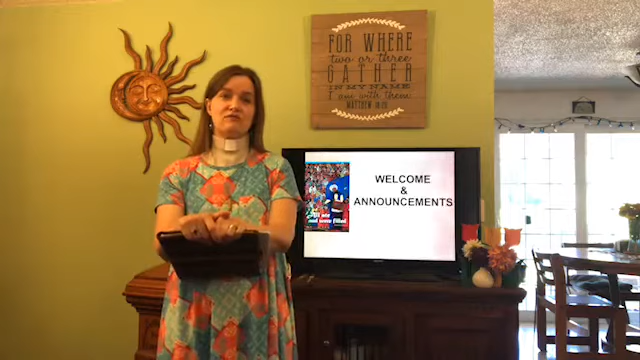 FOR WHERE
two or three
GATHER
IN MY NAME
I am with them
MATTHEW 18:20
WELCOME
&
ANNOUNCEMENTS